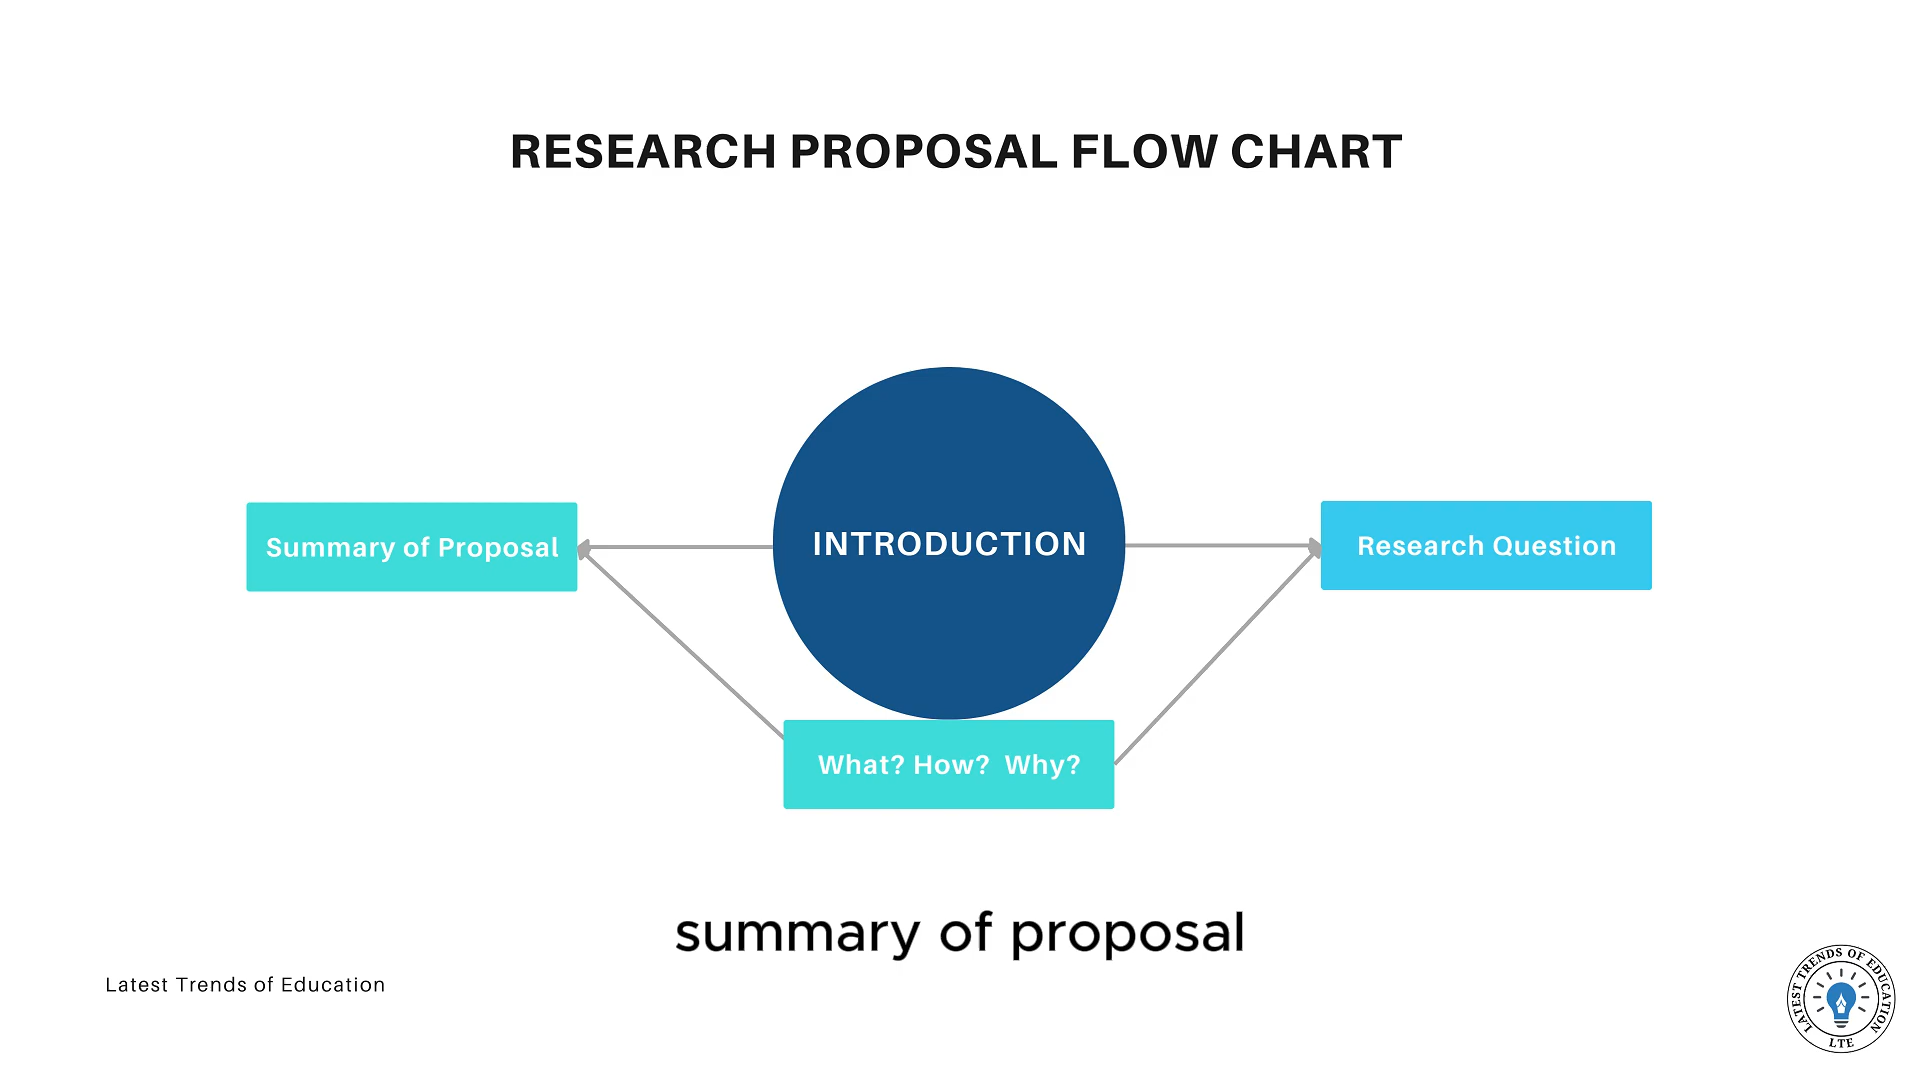 RESEARCH PROPOSAL FLOW CHART
INTRODUCTION
Summary of Proposal
Research Question
What? How?  Why?
summary of proposal
Latest Trends of Education
LATEST TRENDS OF EDUCATION
LTE